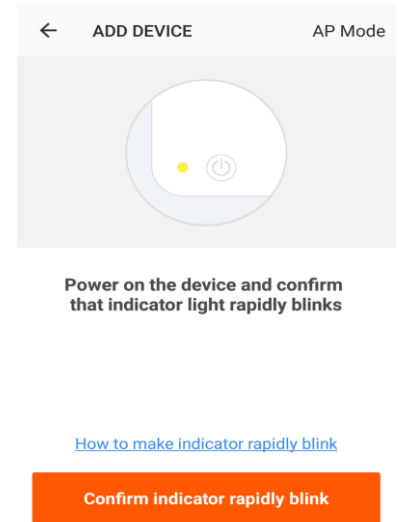 ADD DEVICE
AP Mode
Power on the device and confirm
that indicator light rapidly blinks
How to make indicator rapidly blink
Confirm indicator rapidly blink